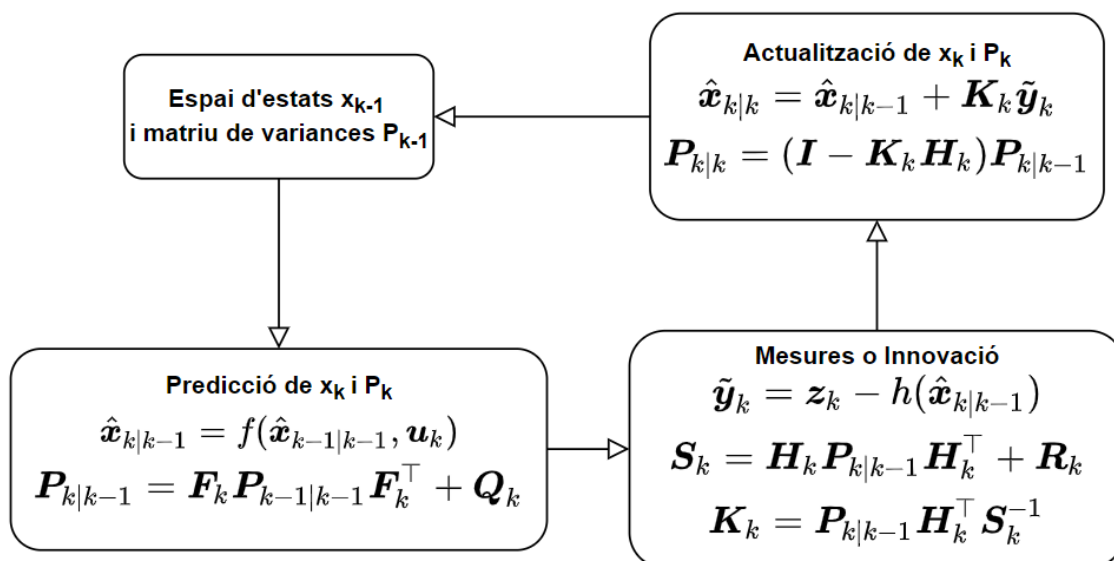 Espai d'estats xₖ₋₁
i matriu de variances Pₖ₋₁
Predicció de xₖ i Pₖ
x̂ₖ|ₖ₋₁ = f(x̂ₖ₋₁|ₖ₋₁, uₖ)
Pₖ|ₖ₋₁ = FₖPₖ₋₁|ₖ₋₁Fₖ⊤ + Qₖ
Mesures o Innovació
ỹₖ = zₖ − h(x̂ₖ|ₖ₋₁)
Sₖ = HₖPₖ|ₖ₋₁Hₖ⊤ + Rₖ
Kₖ = Pₖ|ₖ₋₁Hₖ⊤Sₖ⁻¹
Actualització de xₖ i Pₖ
x̂ₖ|ₖ = x̂ₖ|ₖ₋₁ + Kₖỹₖ
Pₖ|ₖ = (I − KₖHₖ)Pₖ|ₖ₋₁